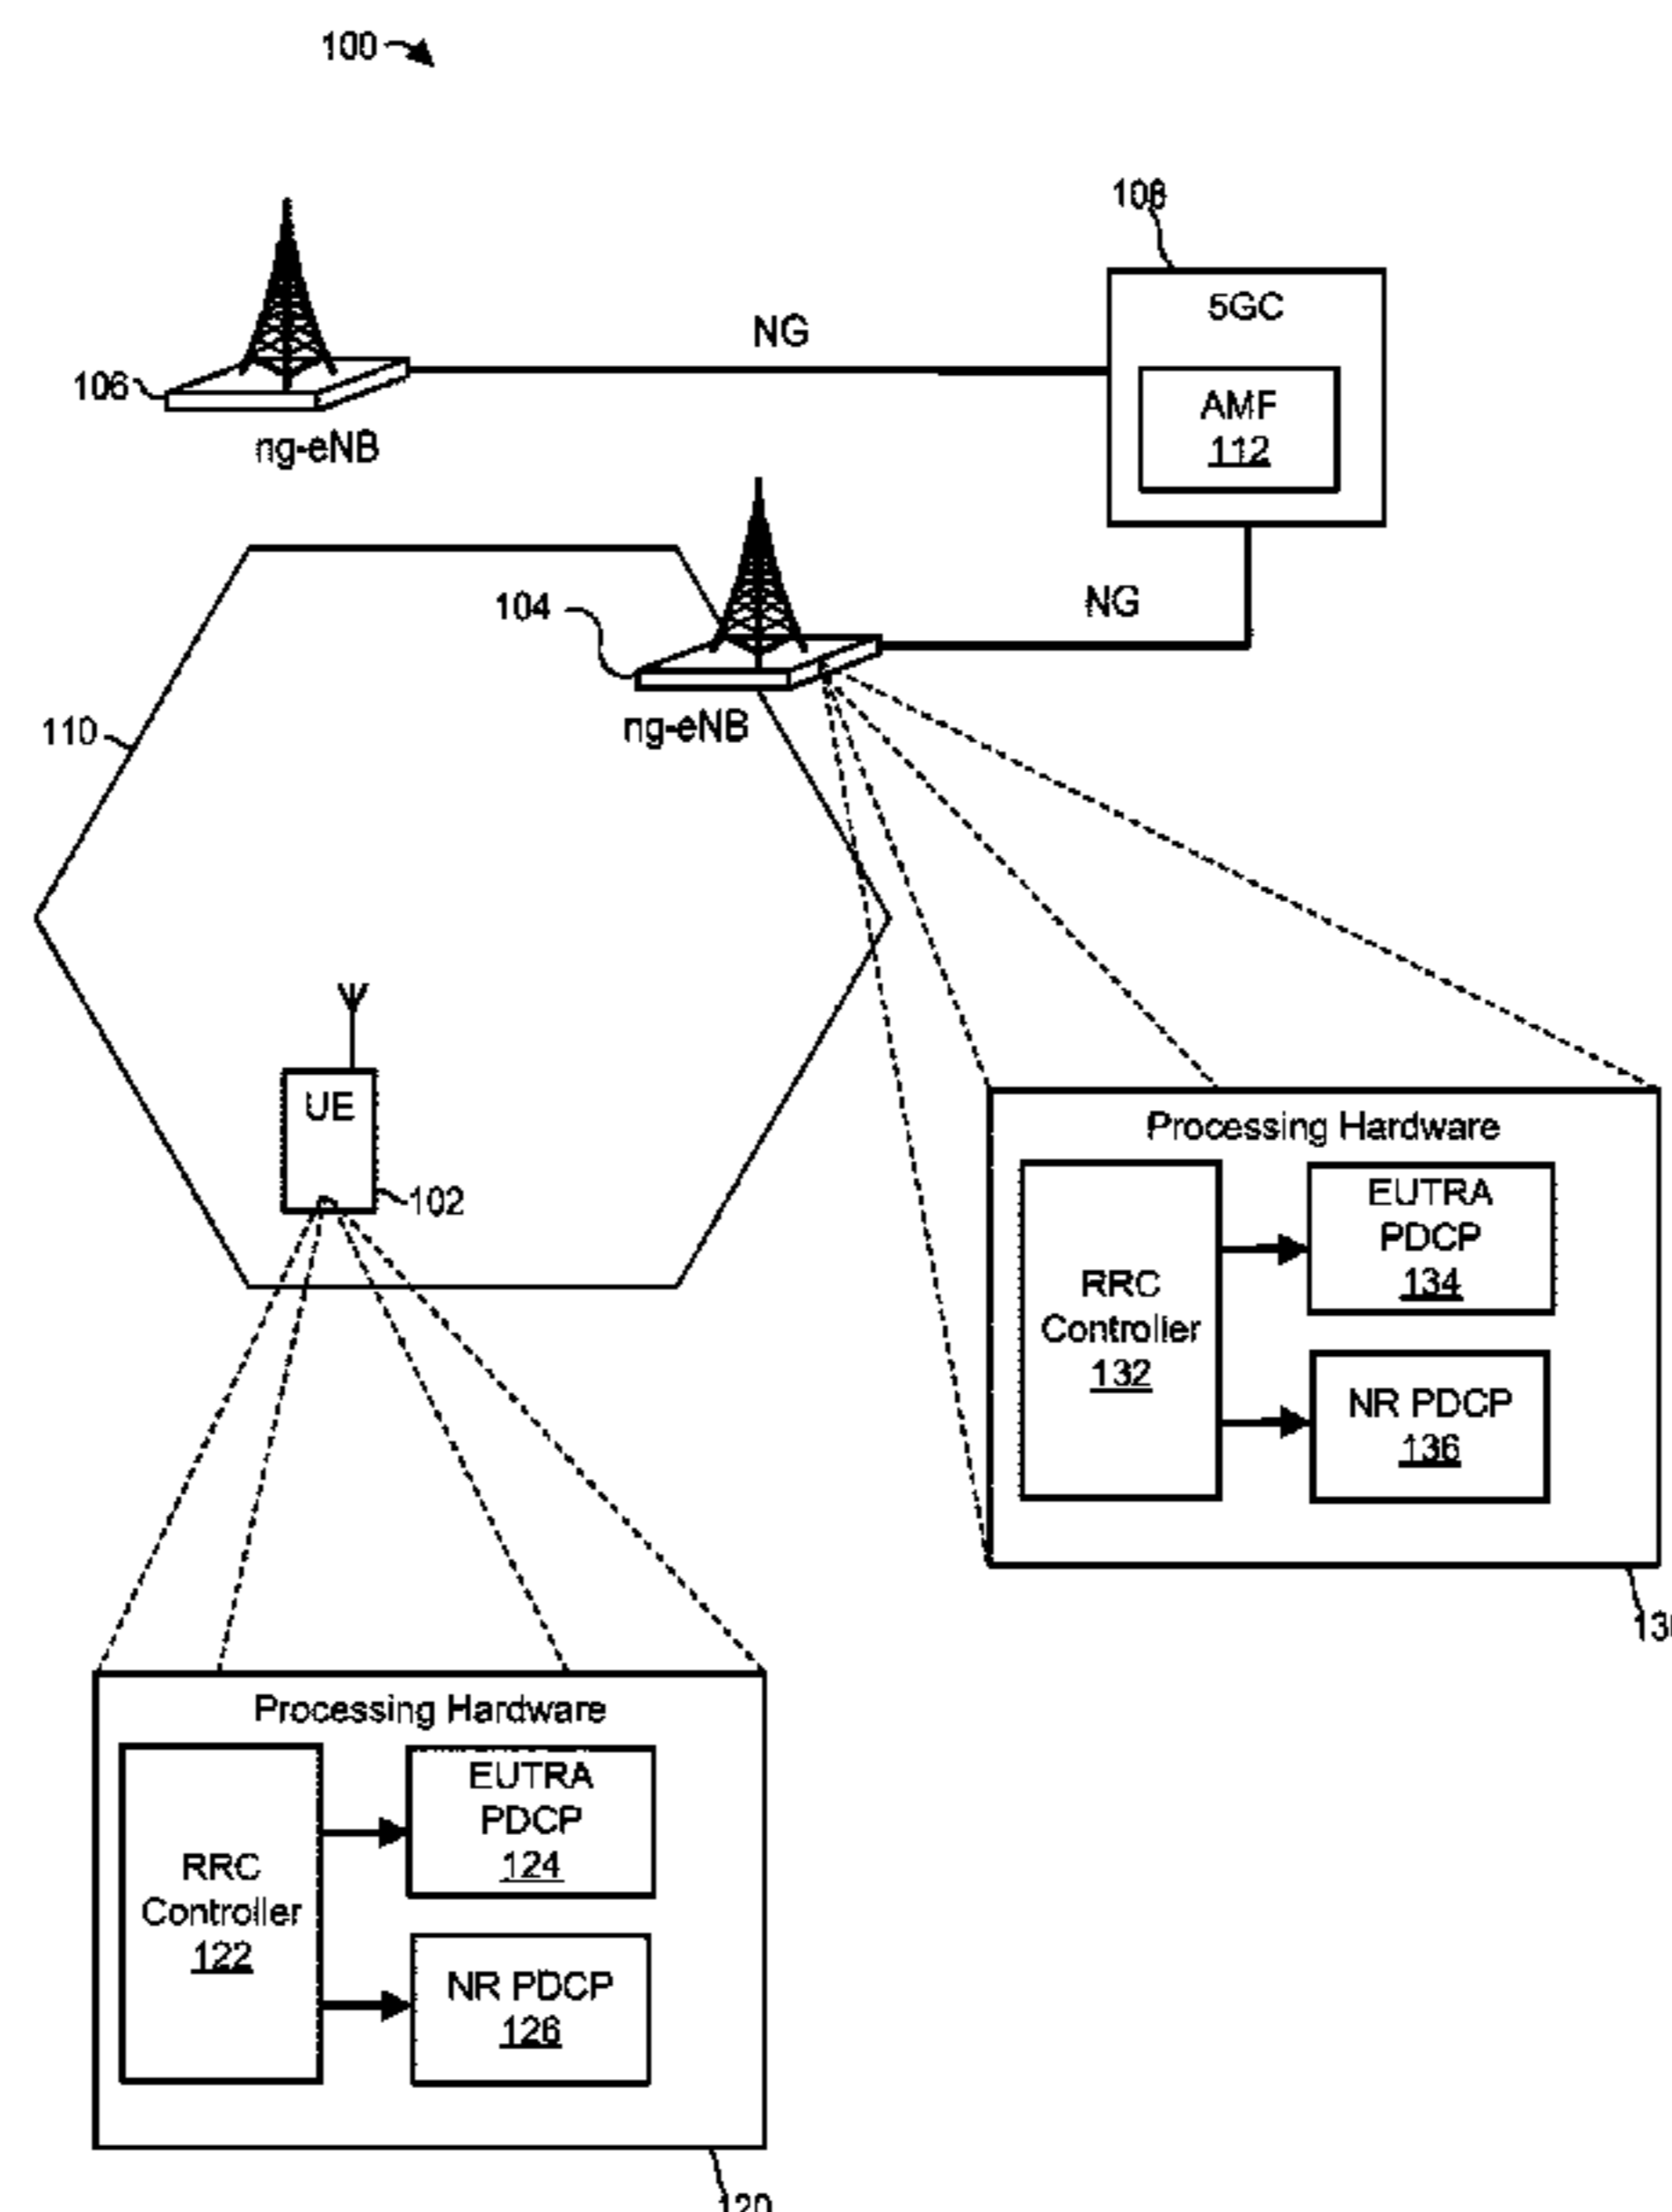 100
108
5GC
NG
AMF
112
106
ng-eNB
104
NG
ng-eNB
110
UE
102
Processing Hardware
EUTRA
PDCP
134
RRC
Controller
132
NR PDCP
136
Processing Hardware
EUTRA
PDCP
124
RRC
Controller
122
NR PDCP
126
120